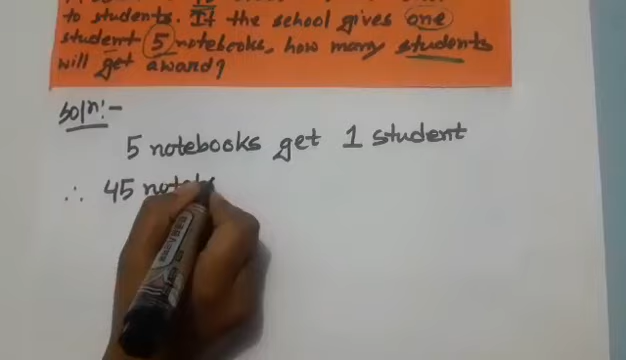 to students. If the school gives one
student 5 notebooks, how many students
will get award?
Soln:-
5 notebooks get 1 student
∴ 45 noteb